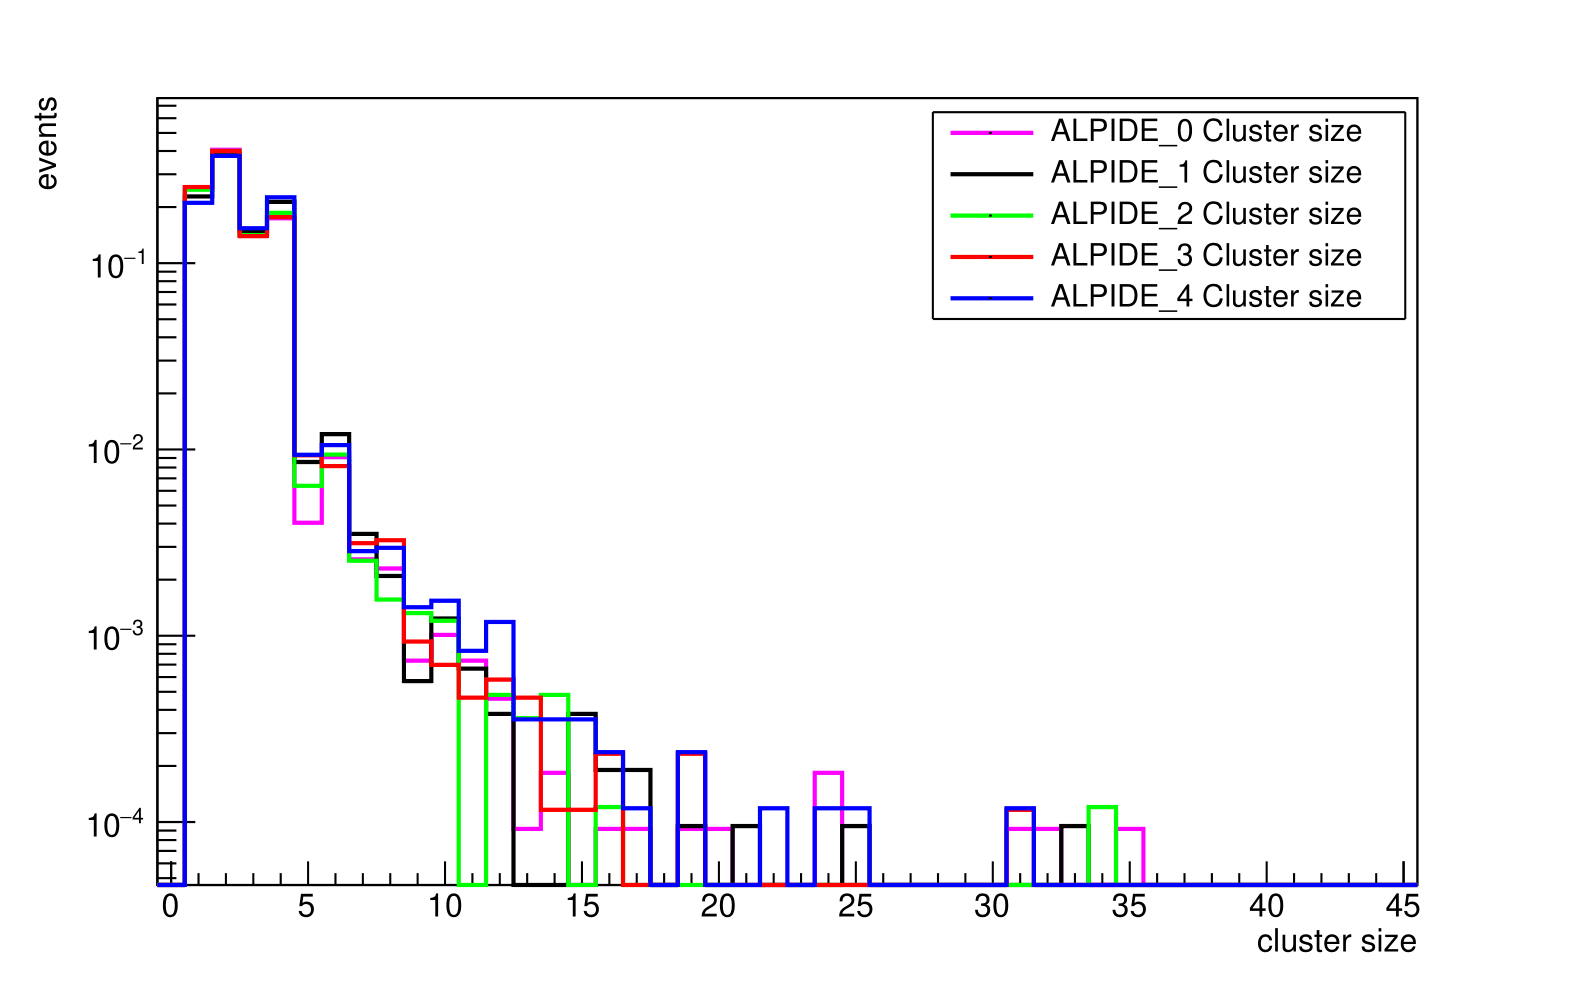 events
ALPIDE_0 Cluster size
ALPIDE_1 Cluster size
ALPIDE_2 Cluster size
ALPIDE_3 Cluster size
ALPIDE_4 Cluster size
10⁻¹
10⁻²
10⁻³
10⁻⁴
0 5 10 15 20 25 30 35 40 45
cluster size